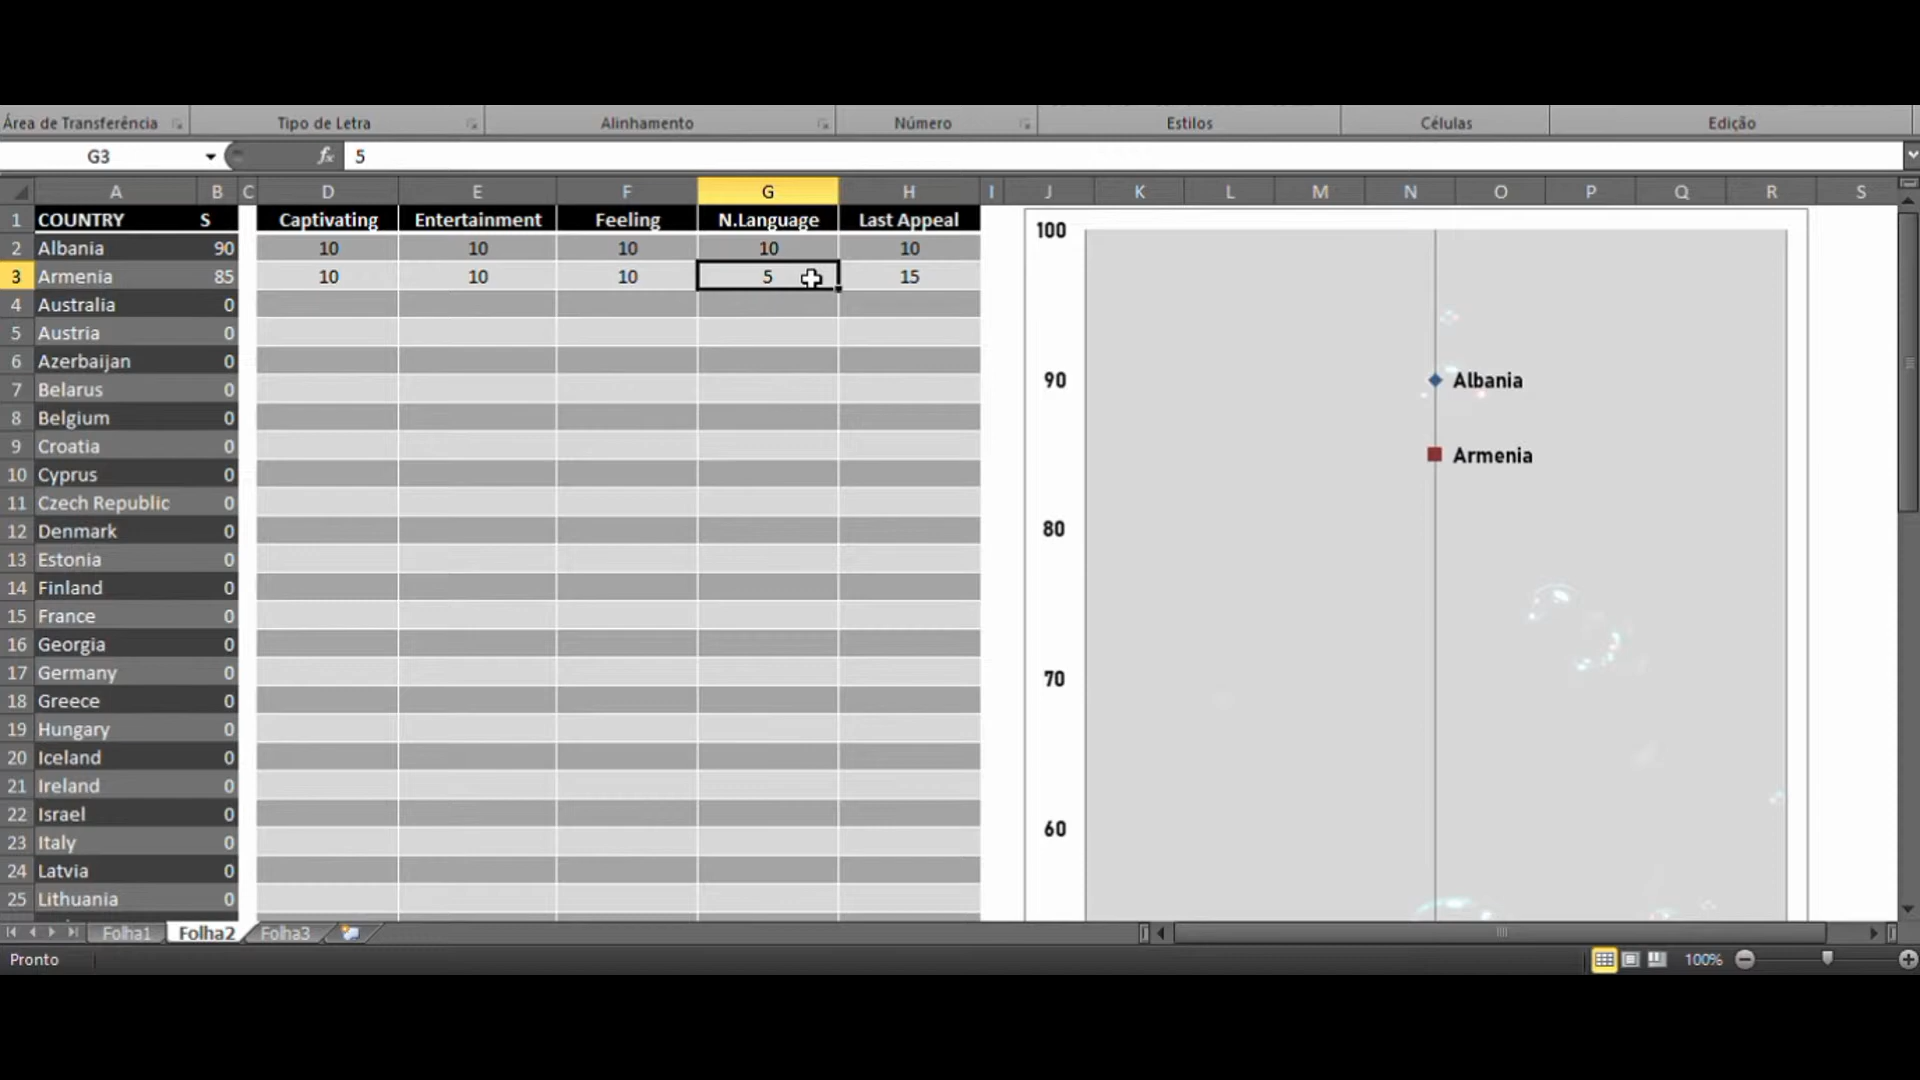 Área de Transferência Tipo de Letra Alinhamento Número Estilos Células Edição
G3 fx 5
A B C D E F G H I J K L M N O P Q R S
1 COUNTRY S Captivating Entertainment Feeling N.Language Last Appeal
2 Albania 90 10 10 10 10 10
3 Armenia 85 10 10 10 5 15
4 Australia 0
5 Austria 0
6 Azerbaijan 0
7 Belarus 0
8 Belgium 0
9 Croatia 0
10 Cyprus 0
11 Czech Republic 0
12 Denmark 0
13 Estonia 0
14 Finland 0
15 France 0
16 Georgia 0
17 Germany 0
18 Greece 0
19 Hungary 0
20 Iceland 0
21 Ireland 0
22 Israel 0
23 Italy 0
24 Latvia 0
25 Lithuania 0
100
90 Albania
Armenia
80
70
60
Folha1 Folha2 Folha3
Pronto 100%